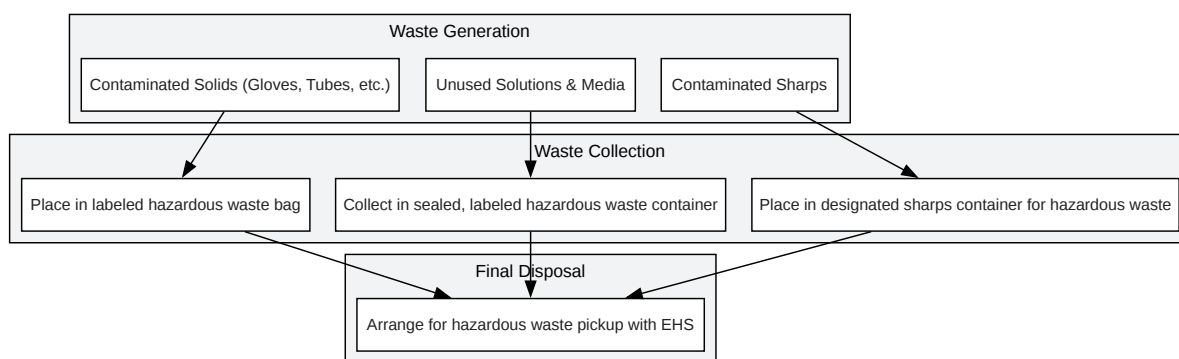 Waste Generation
Contaminated Solids (Gloves, Tubes, etc.)
Unused Solutions & Media
Contaminated Sharps
Waste Collection
Place in labeled hazardous waste bag
Collect in sealed, labeled hazardous waste container
Place in designated sharps container for hazardous waste
Final Disposal
Arrange for hazardous waste pickup with EHS